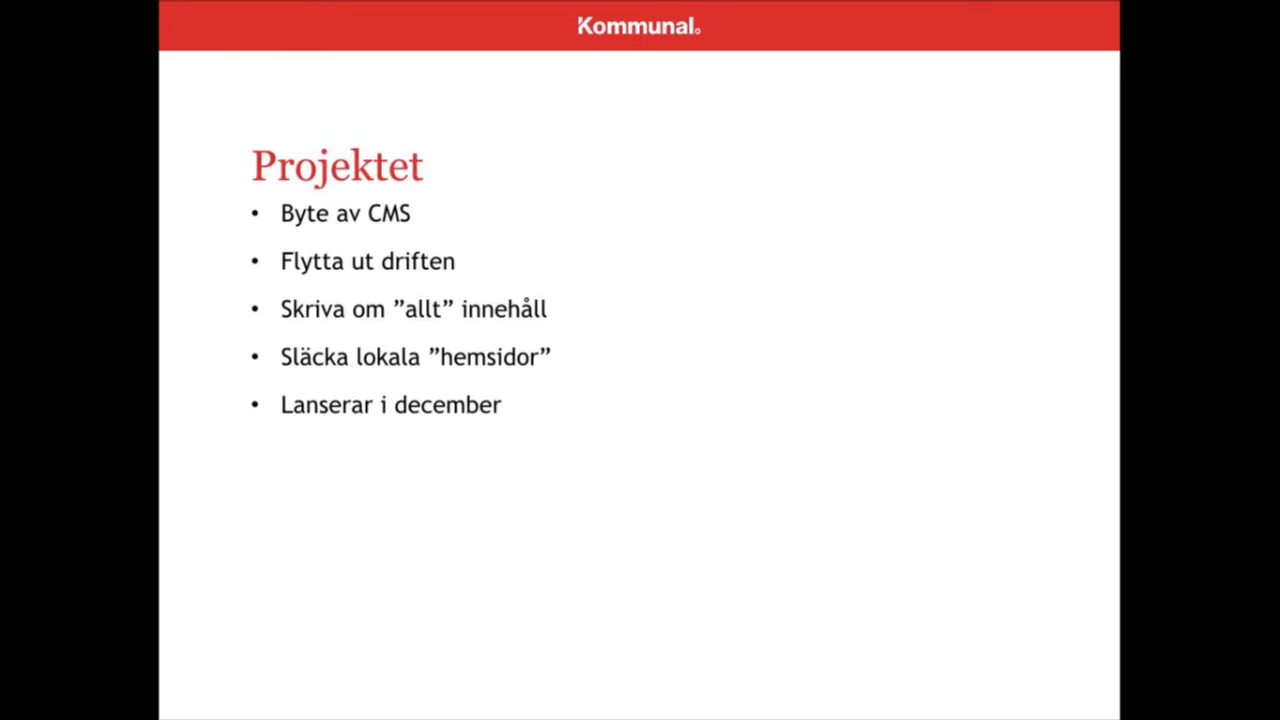 Kommunal.
Projektet
• Byte av CMS
• Flytta ut driften
• Skriva om ”allt” innehåll
• Släcka lokala ”hemsidor”
• Lanserar i december